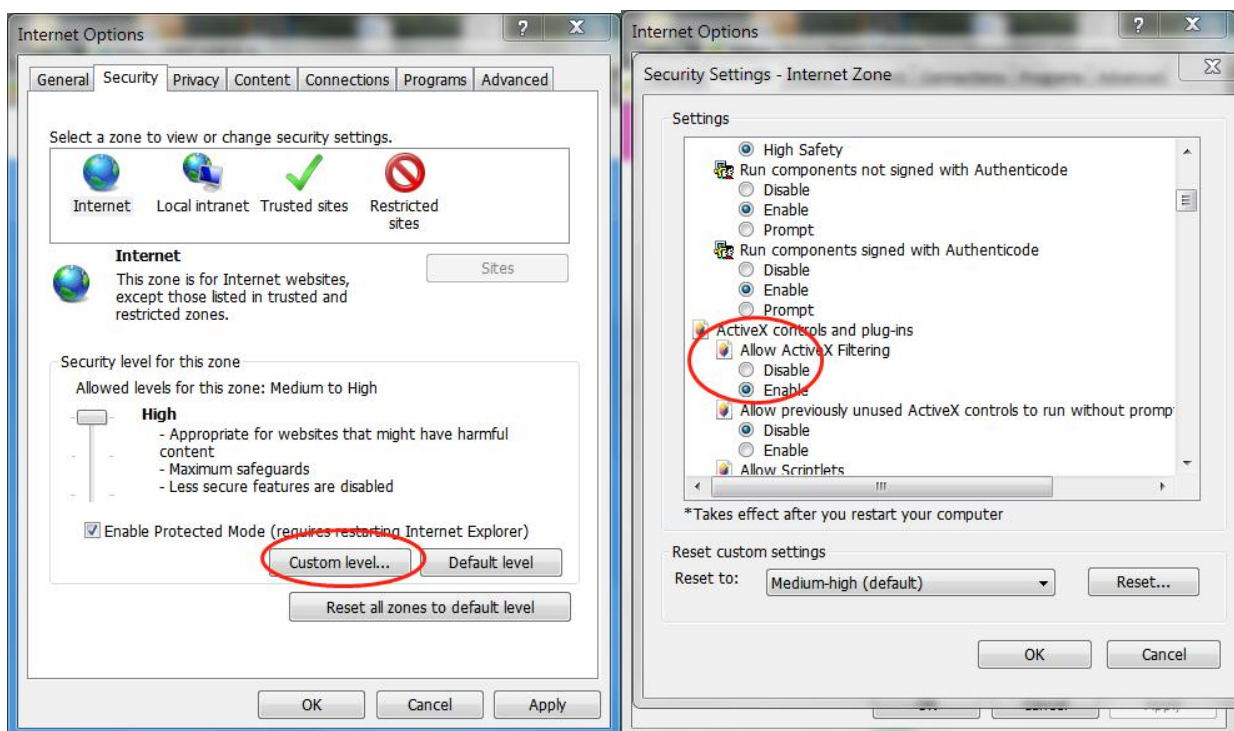 Internet Options
General Security Privacy Content Connections Programs Advanced
Select a zone to view or change security settings.
Internet
Local intranet
Trusted sites
Restricted
sites
Internet
This zone is for Internet websites,
except those listed in trusted and
restricted zones.
Sites
Security level for this zone
Allowed levels for this zone: Medium to High
High
- Appropriate for websites that might have harmful
content
- Maximum safeguards
- Less secure features are disabled
Enable Protected Mode (requires restarting Internet Explorer)
Custom level...
Default level
Reset all zones to default level
OK
Cancel
Apply
Internet Options
Security Settings - Internet Zone
Settings
High Safety
Run components not signed with Authenticode
Disable
Enable
Prompt
Run components signed with Authenticode
Disable
Enable
Prompt
ActiveX controls and plug-ins
Allow ActiveX Filtering
Disable
Enable
Allow previously unused ActiveX controls to run without promp
Disable
Enable
Allow Scriptlets
*Takes effect after you restart your computer
Reset custom settings
Reset to:
Medium-high (default)
Reset...
OK
Cancel